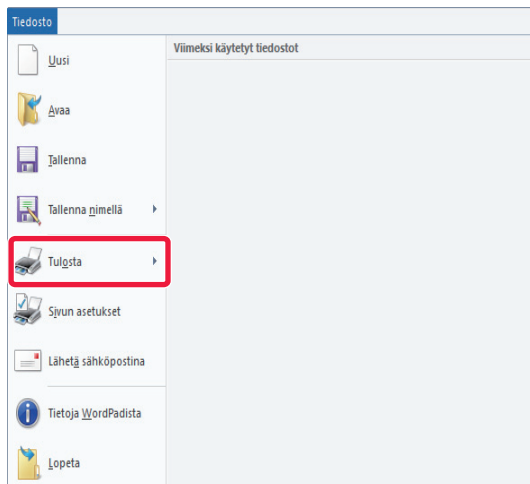 Tiedosto
Viimeksi käytetyt tiedostot
Uusi
Avaa
Tallenna
Tallenna nimellä
Tulosta
Sivun asetukset
Lähetä sähköpostina
Tietoja WordPadista
Lopeta